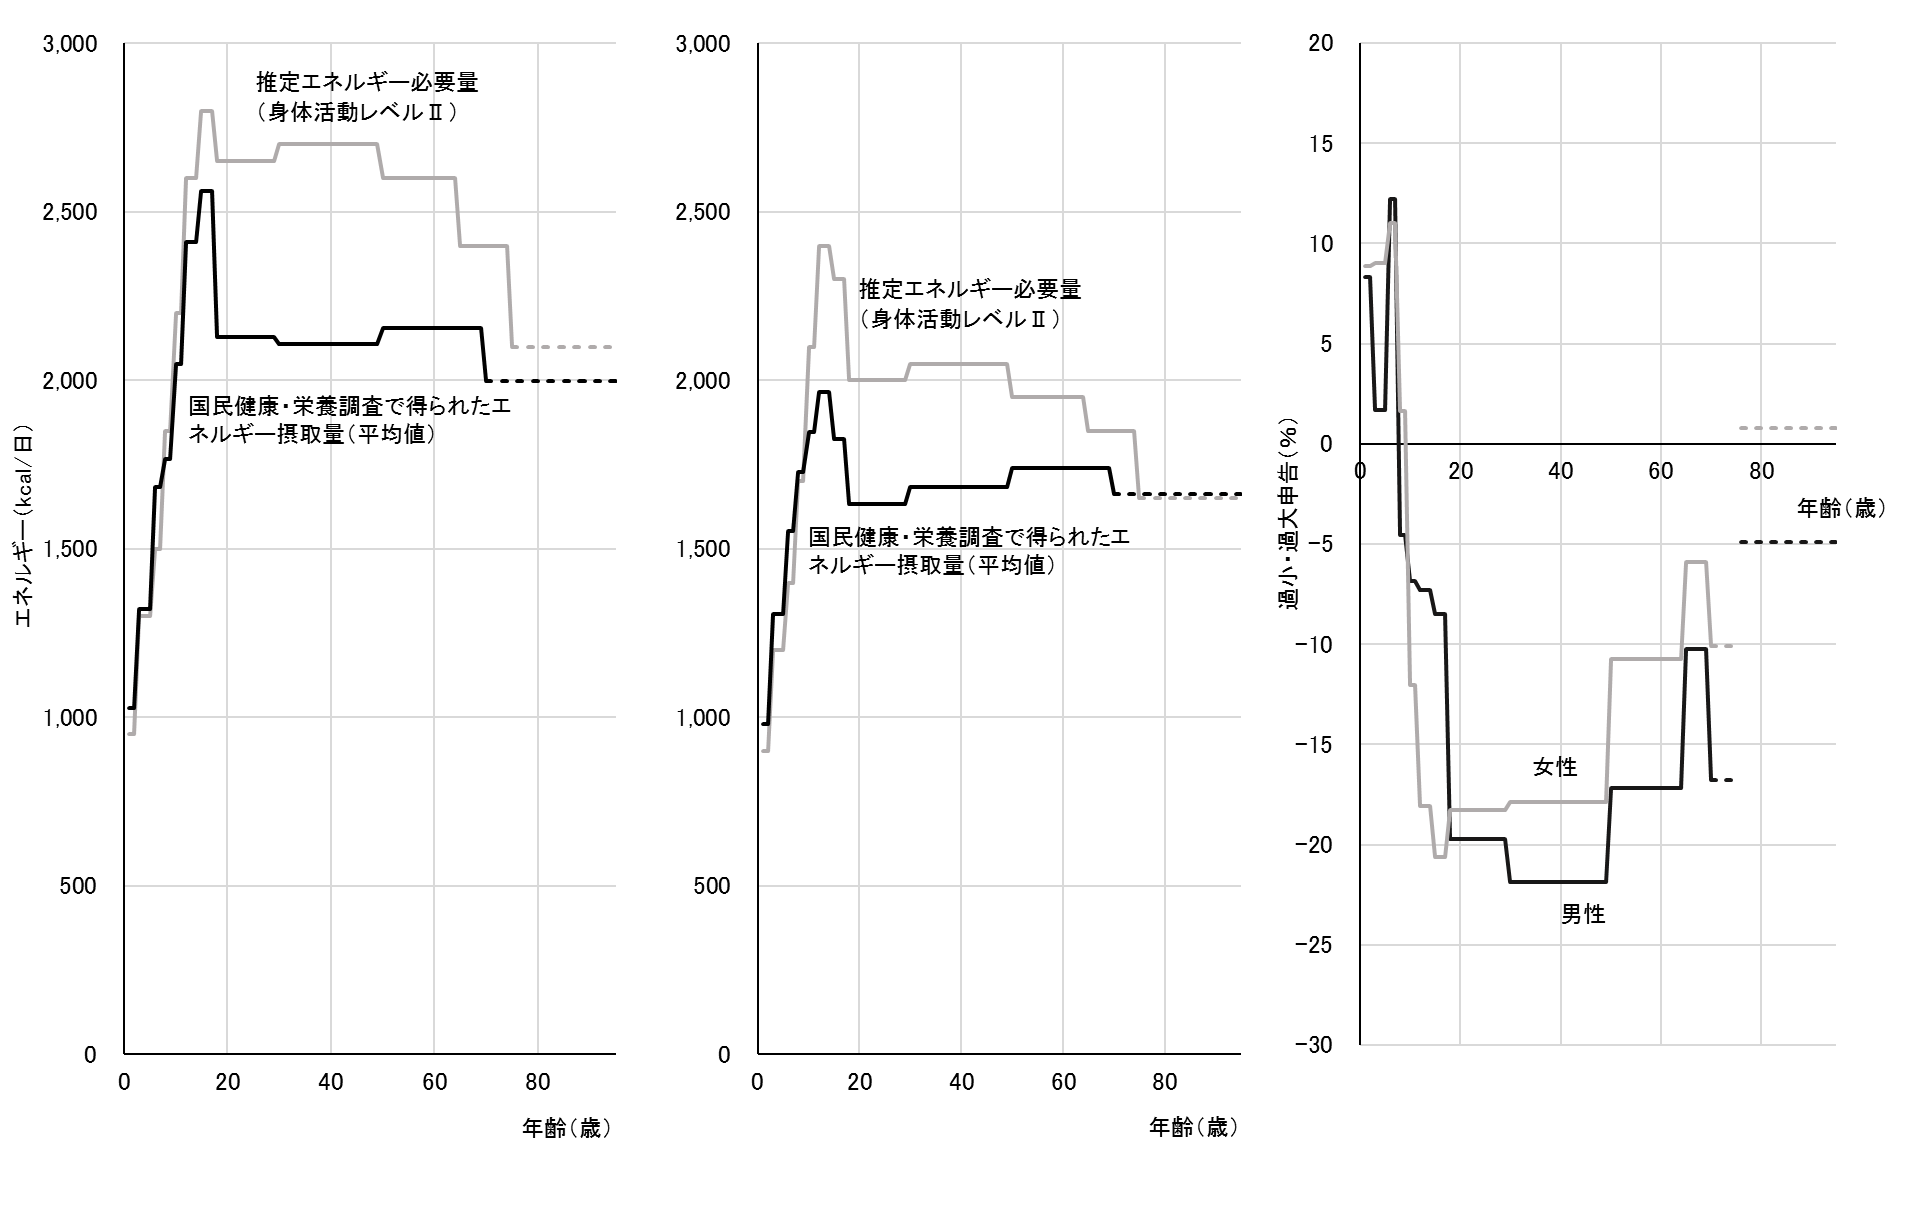 エネルギー（kcal/日）
3,000
2,500
2,000
1,500
1,000
500
0
推定エネルギー必要量
（身体活動レベルⅡ）
国民健康・栄養調査で得られたエ
ネルギー摂取量（平均値）
0 20 40 60 80
年齢（歳）
3,000
2,500
2,000
1,500
1,000
500
0
推定エネルギー必要量
（身体活動レベルⅡ）
国民健康・栄養調査で得られたエ
ネルギー摂取量（平均値）
0 20 40 60 80
年齢（歳）
過小・過大申告（％）
20
15
10
5
0
-5
-10
-15
-20
-25
-30
0 20 40 60 80
年齢（歳）
女性
男性